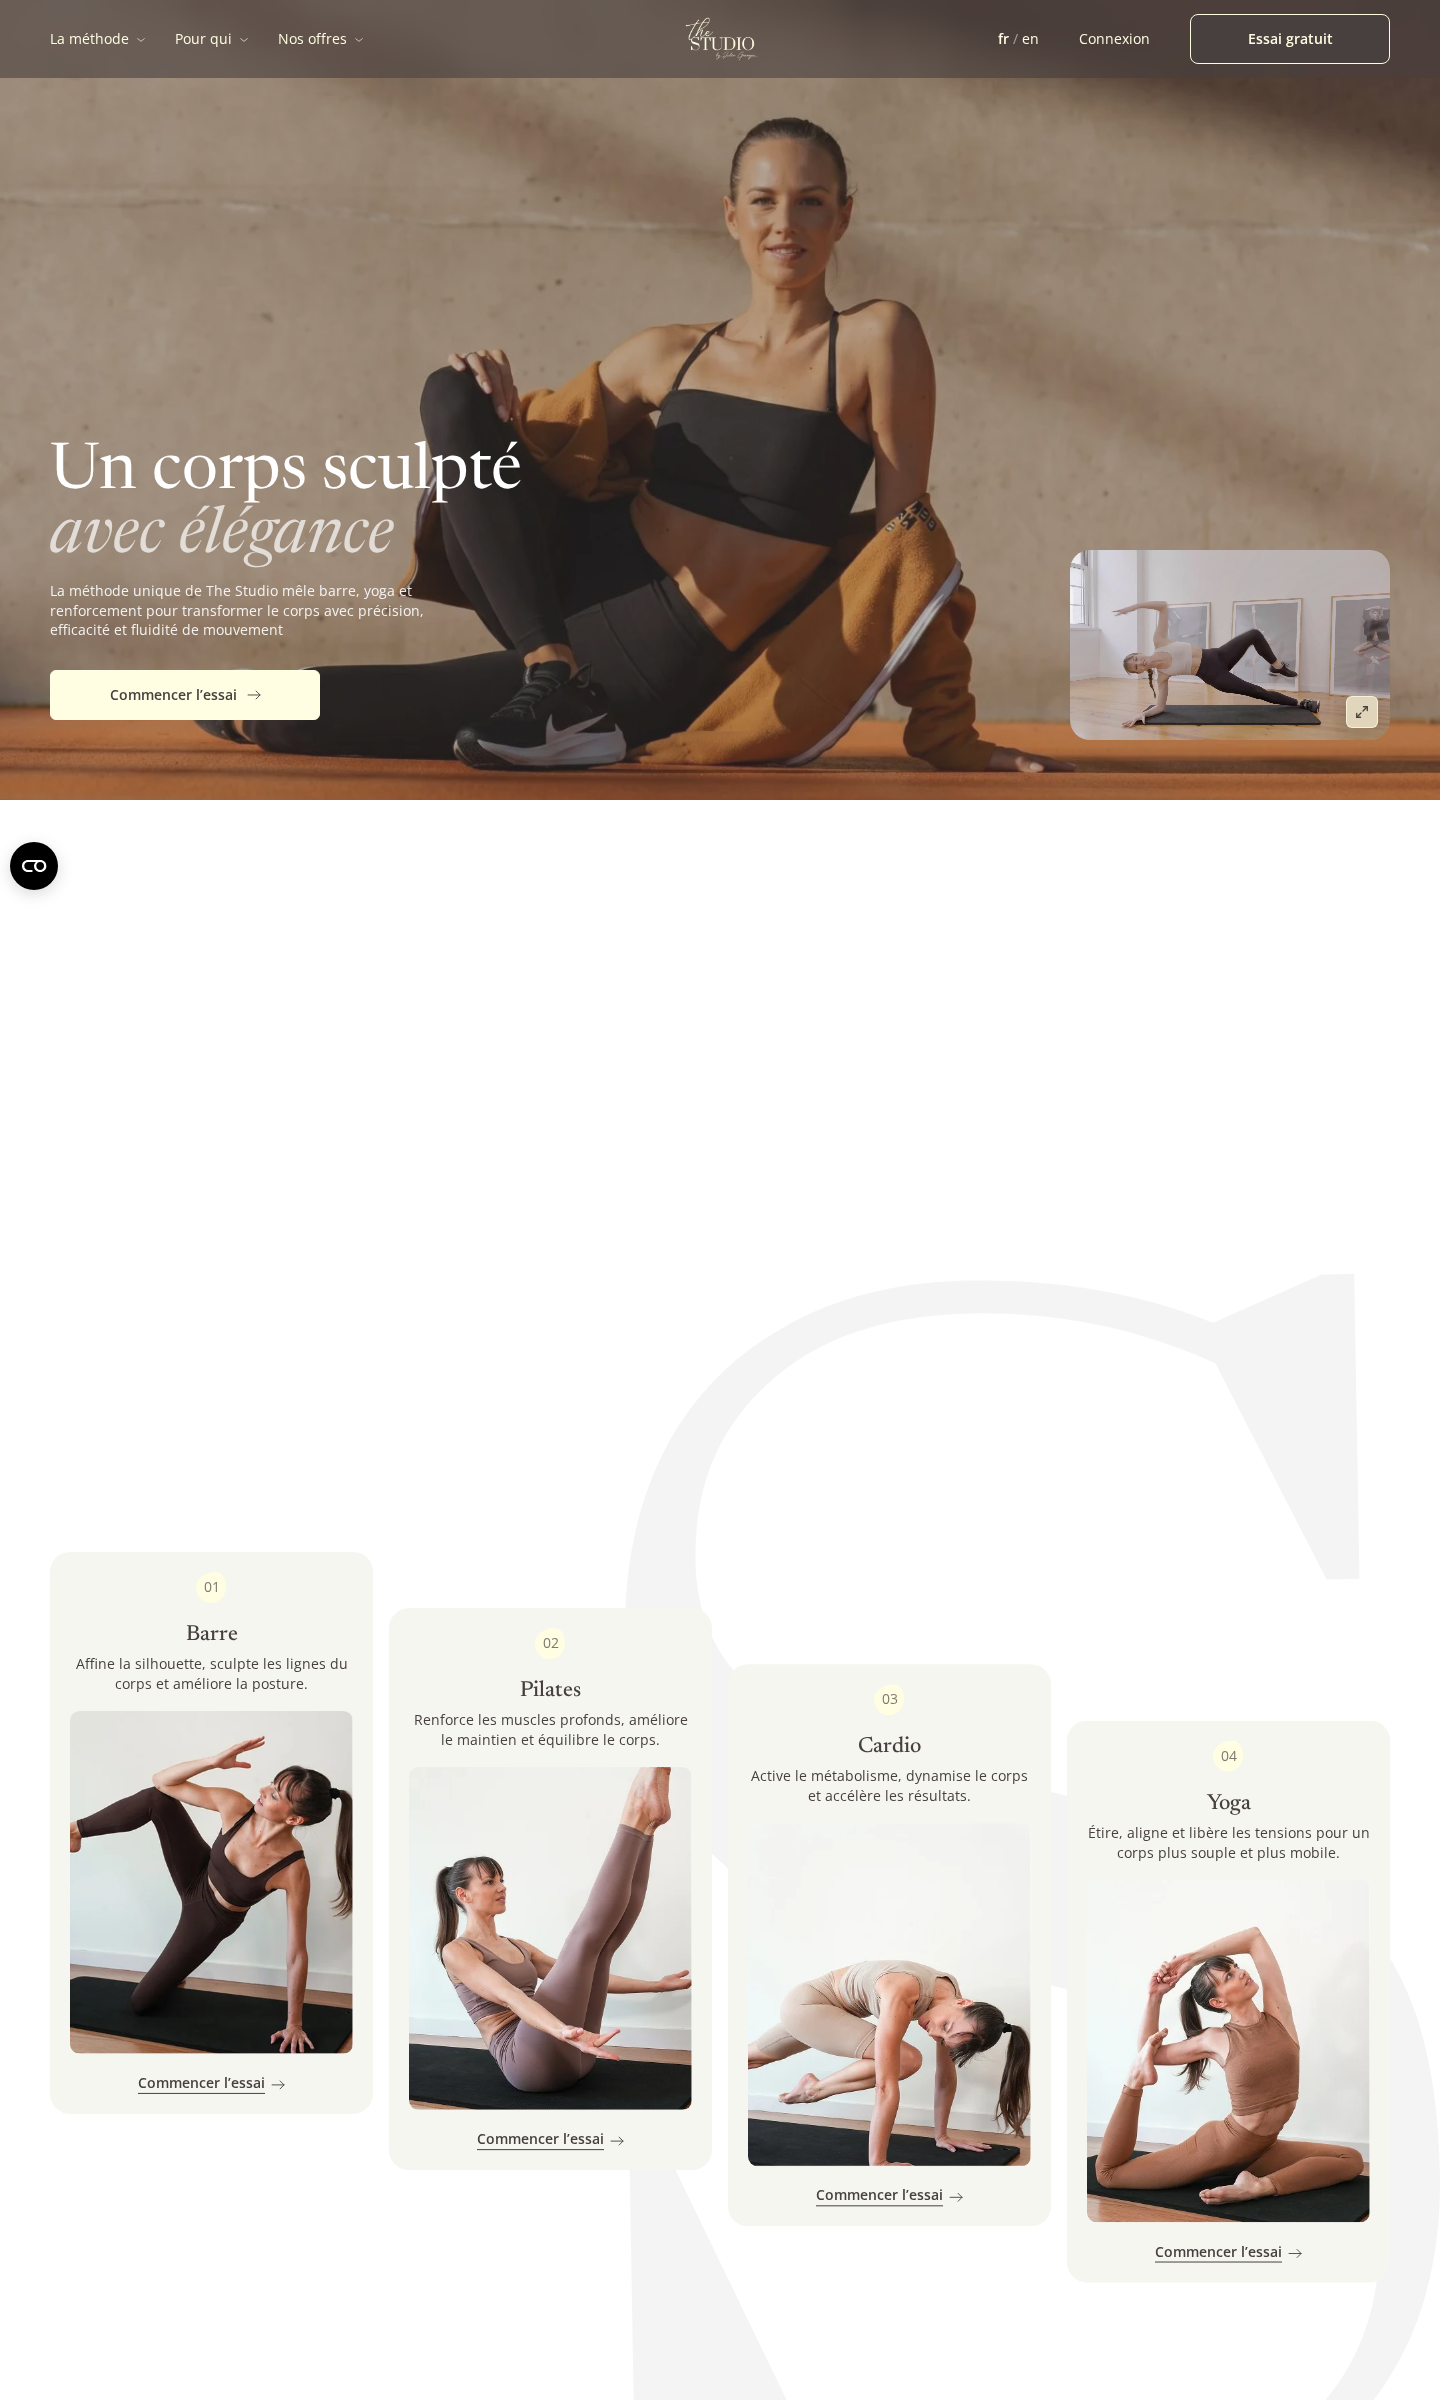 La méthode
Pour qui
Nos offres
the
STUDIO
fr / en
Connexion
Essai gratuit
Un corps sculpté
avec élégance
La méthode unique de The Studio mêle barre, yoga et
renforcement pour transformer le corps avec précision,
efficacité et fluidité de mouvement
Commencer l’essai
01
Barre
Affine la silhouette, sculpte les lignes du
corps et améliore la posture.
Commencer l’essai
02
Pilates
Renforce les muscles profonds, améliore
le maintien et équilibre le corps.
Commencer l’essai
03
Cardio
Active le métabolisme, dynamise le corps
et accélère les résultats.
Commencer l’essai
04
Yoga
Étire, aligne et libère les tensions pour un
corps plus souple et plus mobile.
Commencer l’essai